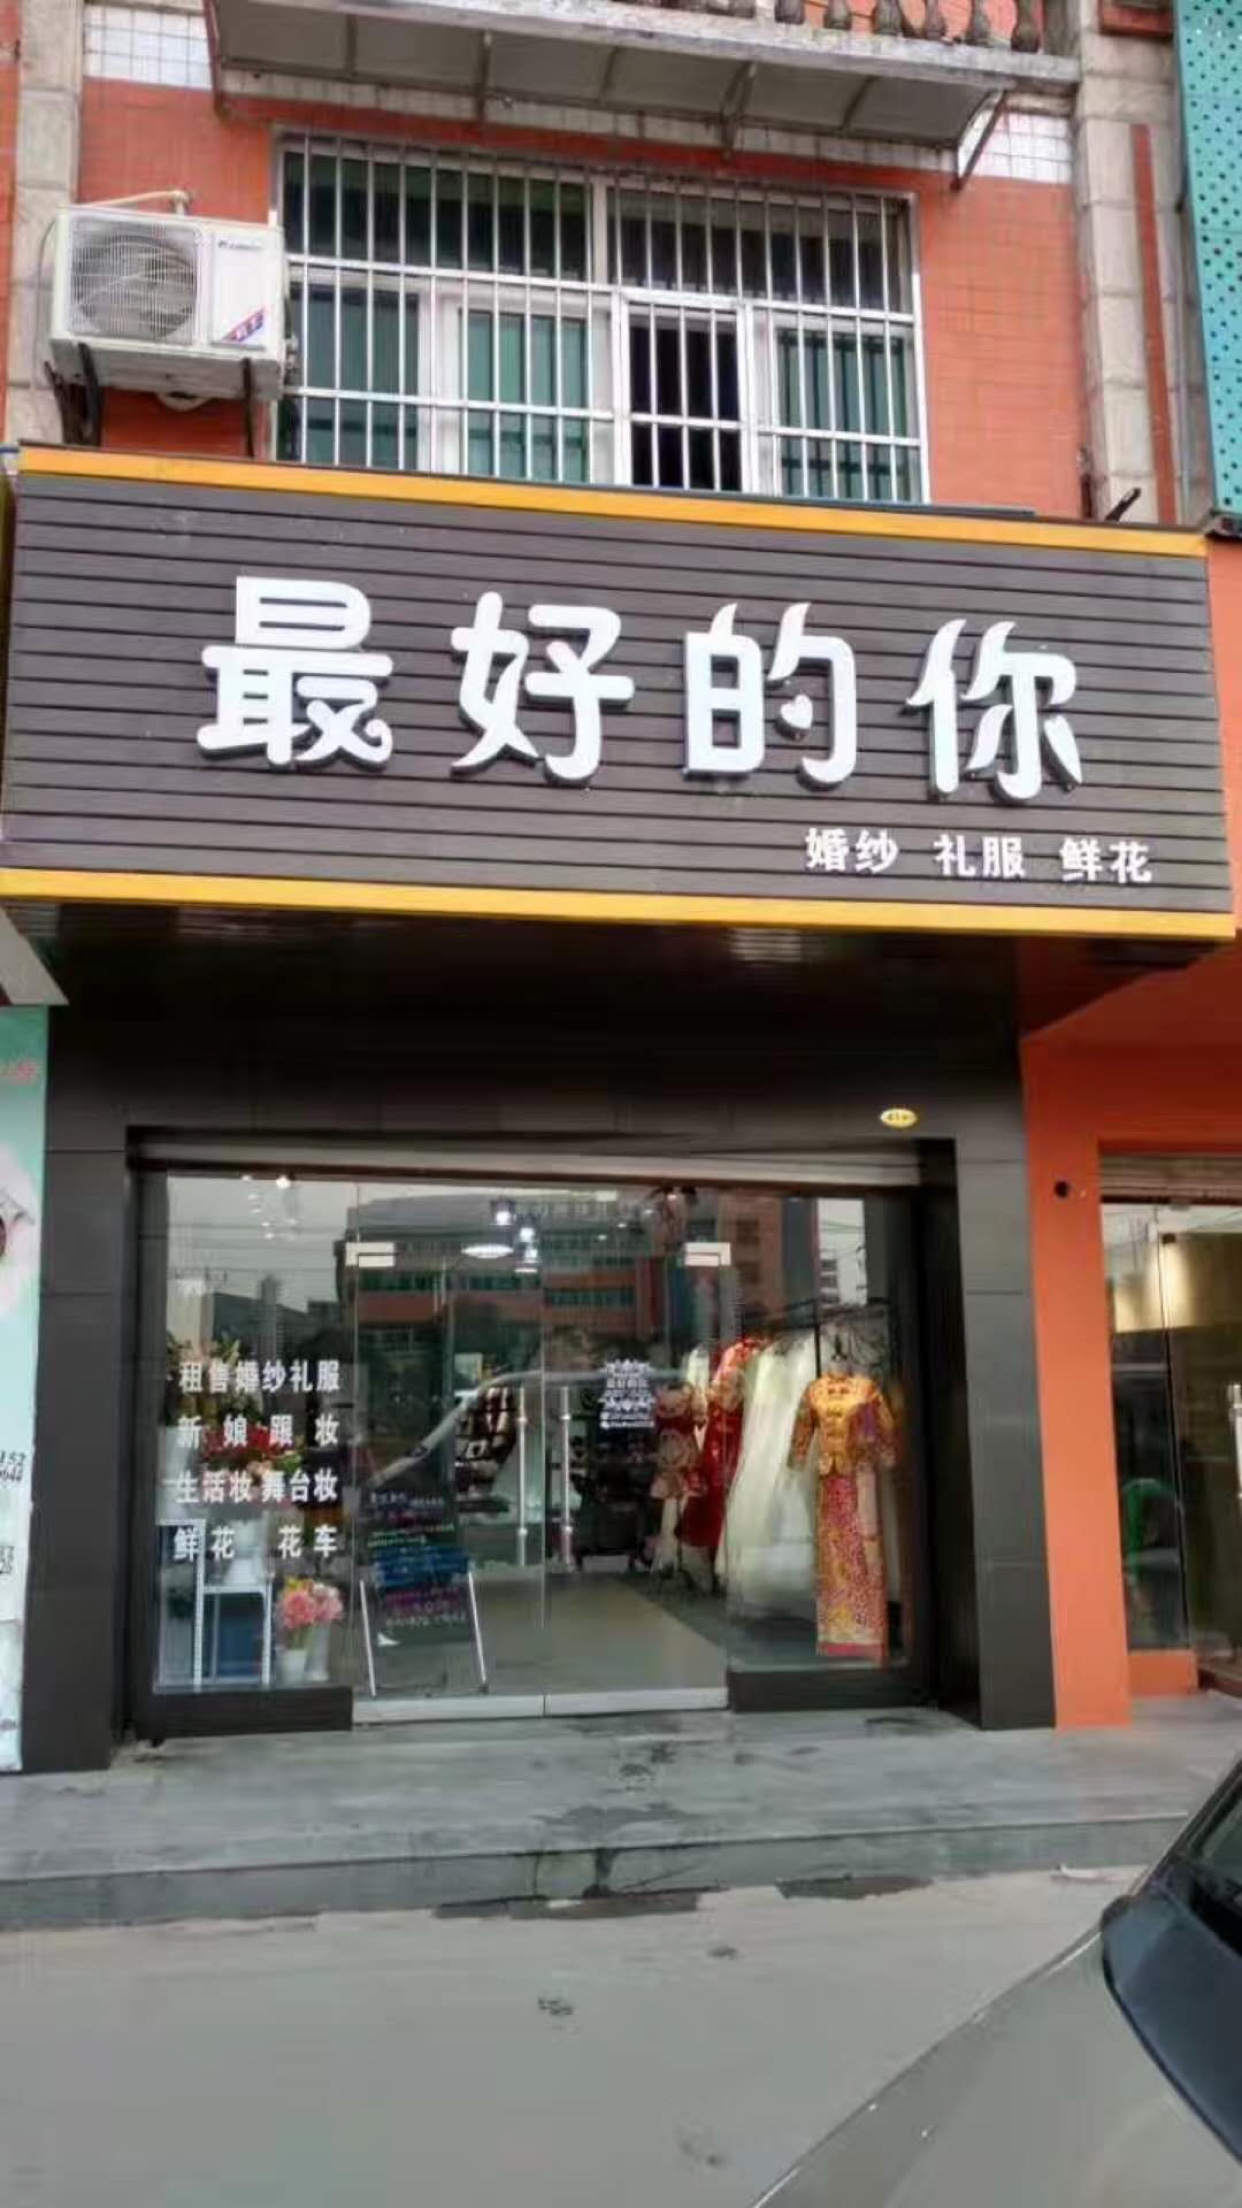 最好的你
婚纱 礼服 鲜花
租售婚纱礼服
新娘跟妆
生活妆 舞台妆
鲜花 花车